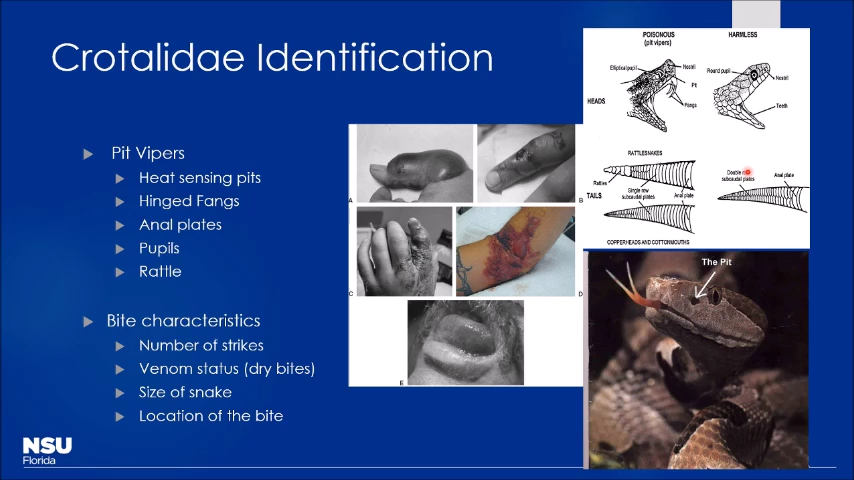 Crotalidae Identification
Pit Vipers
Heat sensing pits
Hinged Fangs
Anal plates
Pupils
Rattle
Bite characteristics
Number of strikes
Venom status (dry bites)
Size of snake
Location of the bite
NSU
Florida
A
B
C
D
E
POISONOUS
(pit vipers)
HARMLESS
Elliptical pupil
Nostril
Pit
Fangs
Round pupil
Nostril
Teeth
HEADS
RATTLESNAKES
Rattles
Single row
subcaudal plates
Anal plate
Double
subcaudal plates
Anal plate
TAILS
COPPERHEADS AND COTTONMOUTHS
The Pit